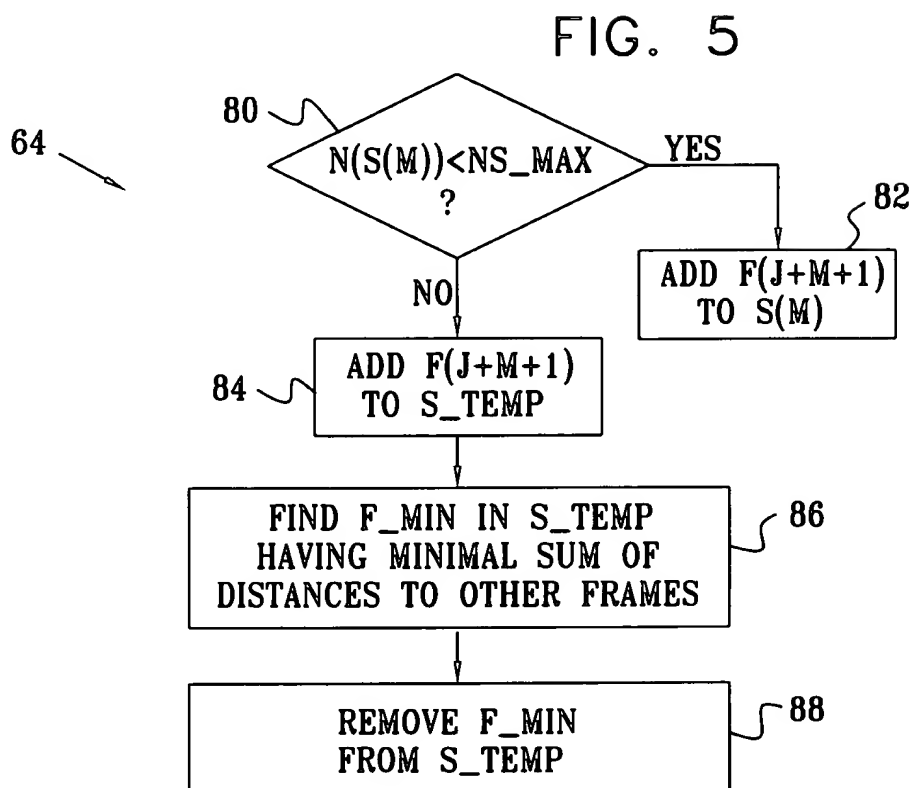 FIG. 5
80
64
N(S(M))<NS_MAX
?
YES
82
ADD F(J+M+1)
TO S(M)
NO
84
ADD F(J+M+1)
TO S_TEMP
FIND F_MIN IN S_TEMP
HAVING MINIMAL SUM OF
DISTANCES TO OTHER FRAMES
86
REMOVE F_MIN
FROM S_TEMP
88